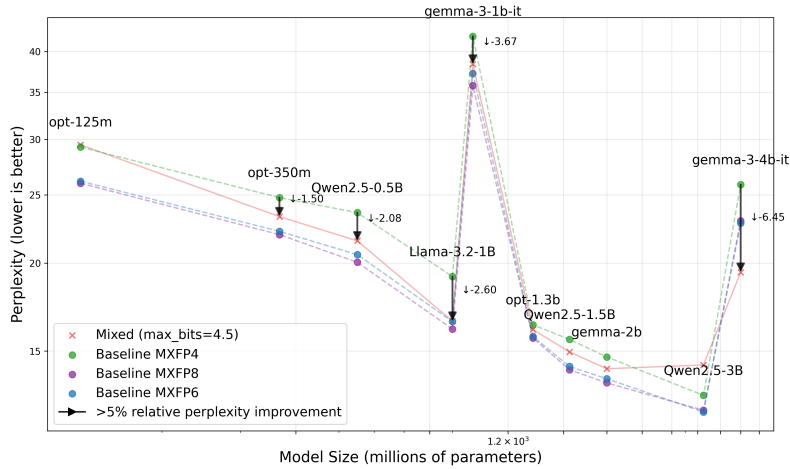 gemma-3-1b-it
↓-3.67
40
35
opt-125m
30
gemma-3-4b-it
opt-350m
Qwen2.5-0.5B
↓-1.50
25
↓-2.08
↓-6.45
Llama-3.2-1B
20
↓-2.60
opt-1.3b
Qwen2.5-1.5B
gemma-2b
15
Qwen2.5-3B
Perplexity (lower is better)
Mixed (max_bits=4.5)
Baseline MXFP4
Baseline MXFP8
Baseline MXFP6
>5% relative perplexity improvement
1.2 × 10³
Model Size (millions of parameters)